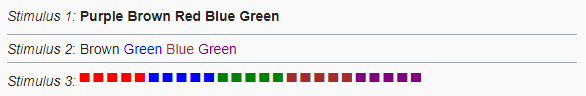 Stimulus 1: Purple Brown Red Blue Green
Stimulus 2: Brown Green Blue Green
Stimulus 3: